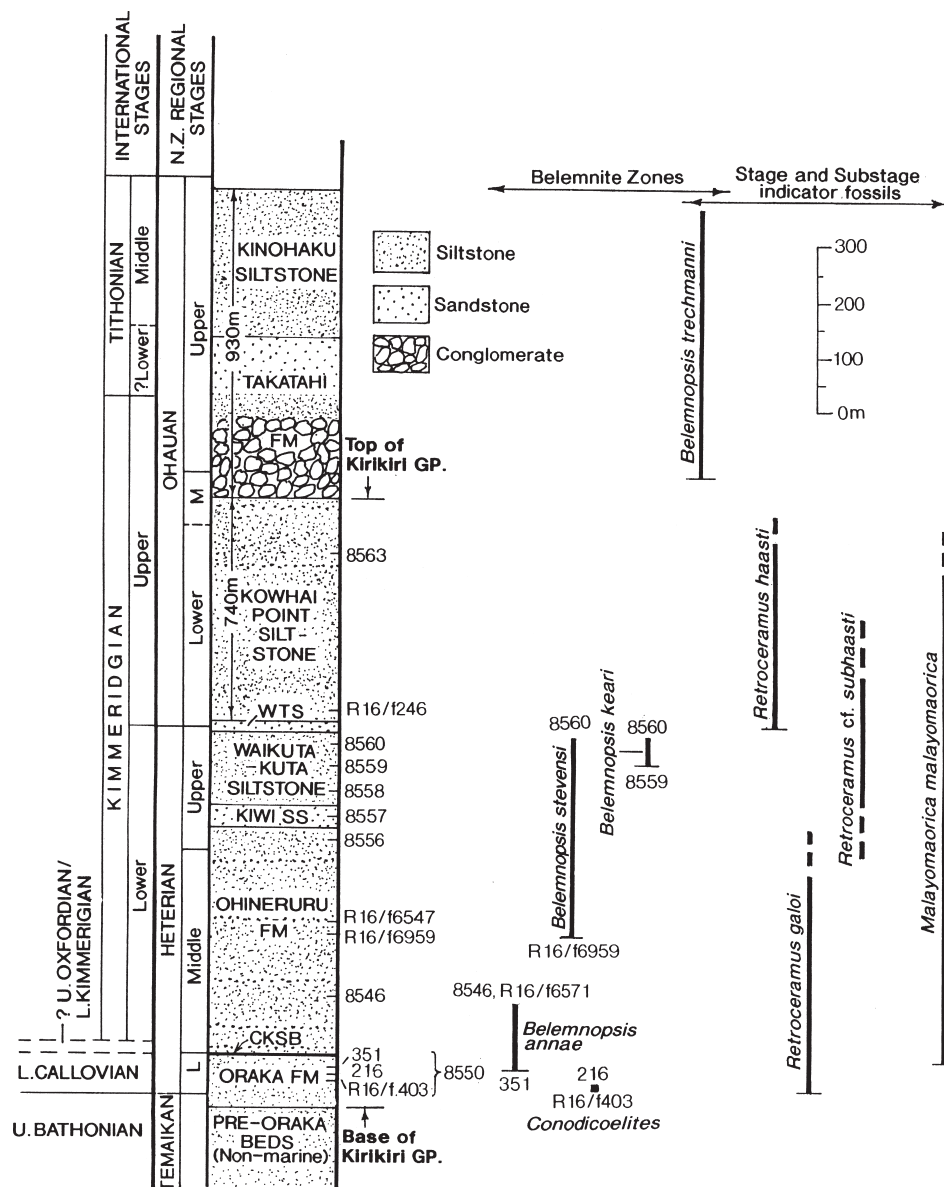 INTERNATIONAL
STAGES
N.Z. REGIONAL
STAGES
TITHONIAN
Middle
?Lower
KIMMERIDGIAN
Upper
Lower
? U. OXFORDIAN/
L.KIMMERIGIAN
L. CALLOVIAN
U. BATHONIAN
OHAUAN
Upper
M
Lower
HETERIAN
Upper
Middle
L
TEMAIKAN
KINOHAKU
SILTSTONE
930m
TAKATAHI
FM
740m
KOWHAI
POINT
SILT-
STONE
WTS
WAIKUTA
-KUTA
SILTSTONE
KIWI SS
OHINERURU
FM
CKSB
ORAKA FM
PRE-ORAKA
BEDS
(Non-marine)
Siltstone
Sandstone
Conglomerate
Top of
Kirikiri GP.
8563
R16/f246
8560
8559
8558
8557
8556
R16/f6547
R16/f6959
8546
351
216
R16/f.403
8550
Base of
Kirikiri GP.
Belemnite Zones
Stage and Substage
indicator fossils
300
200
100
0m
Belemnopsis trechmanni
Retroceramus haasti
Retroceramus cf. subhaasti
Malayomaorica malayomaorica
8560
Belemnopsis stevensi
R16/f6959
Belemnopsis keari
8560
8559
Retroceramus galoi
8546, R16/f6571
Belemnopsis
annae
351
216
R16/f403
Conodicoelites